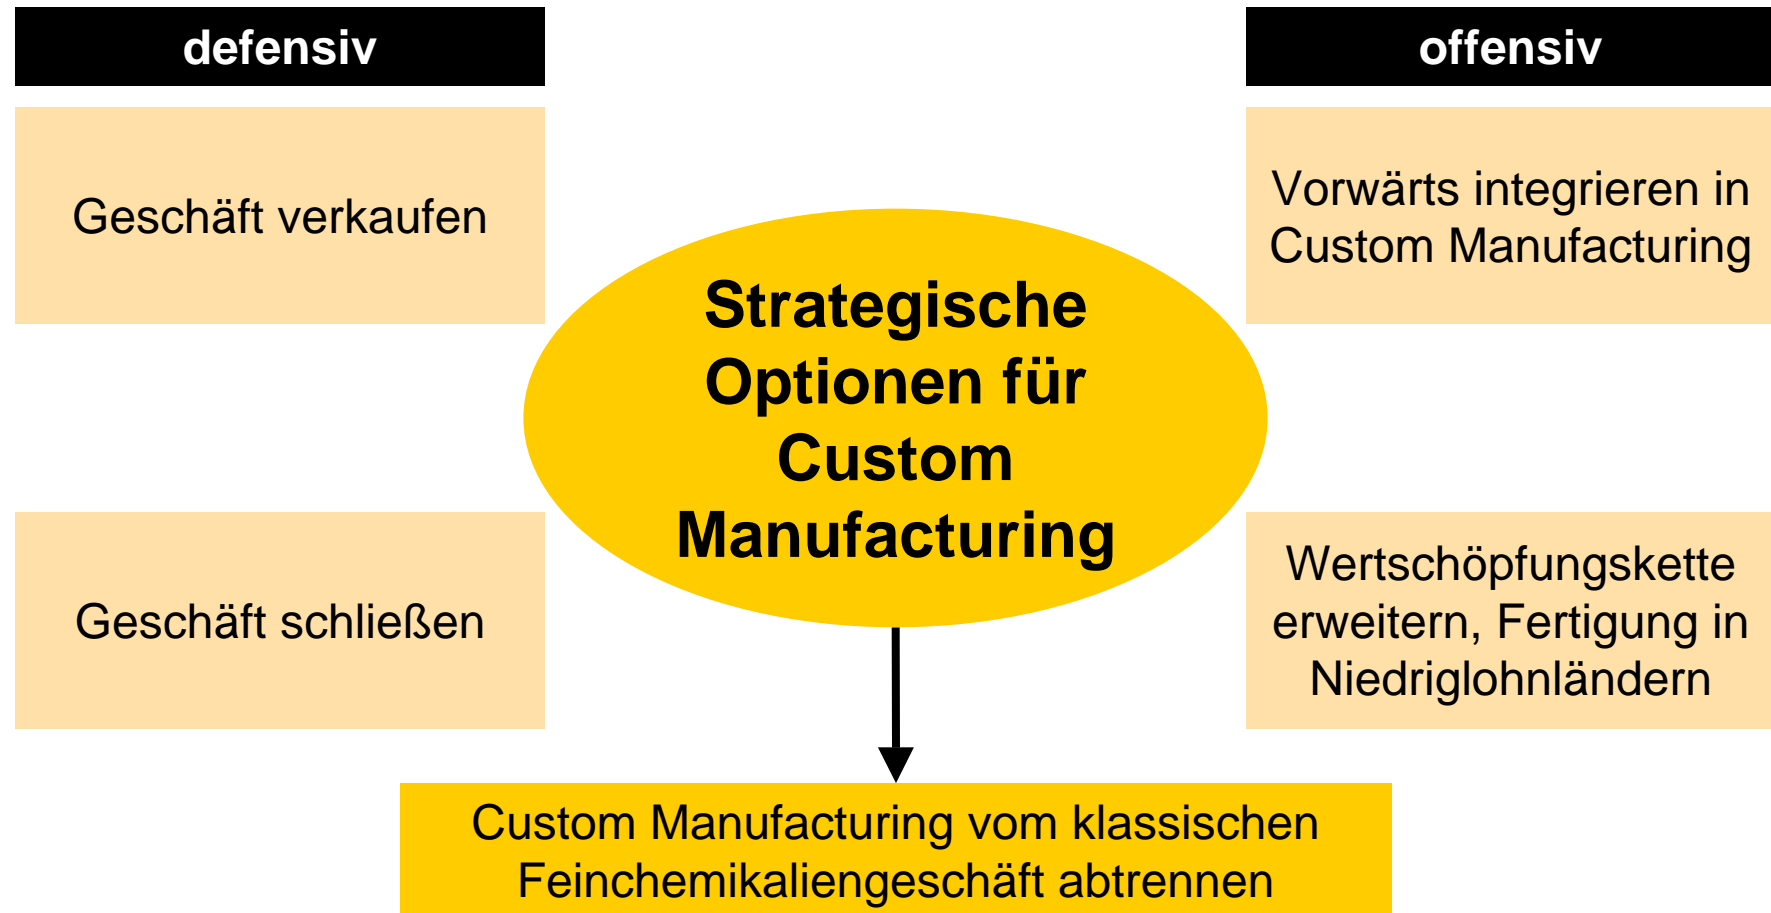 defensiv
offensiv
Geschäft verkaufen
Vorwärts integrieren in
Custom Manufacturing
Strategische
Optionen für
Custom
Manufacturing
Geschäft schließen
Wertschöpfungskette
erweitern, Fertigung in
Niedriglohnländern
Custom Manufacturing vom klassischen
Feinchemikaliengeschäft abtrennen